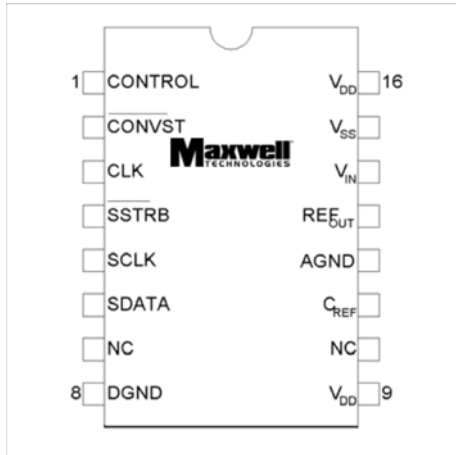 1 CONTROL V_DD 16
CONVST V_SS
Maxwell
TECHNOLOGIES
CLK V_IN
SSTRB REF_OUT
SCLK AGND
SDATA C_REF
NC NC
8 DGND V_DD 9